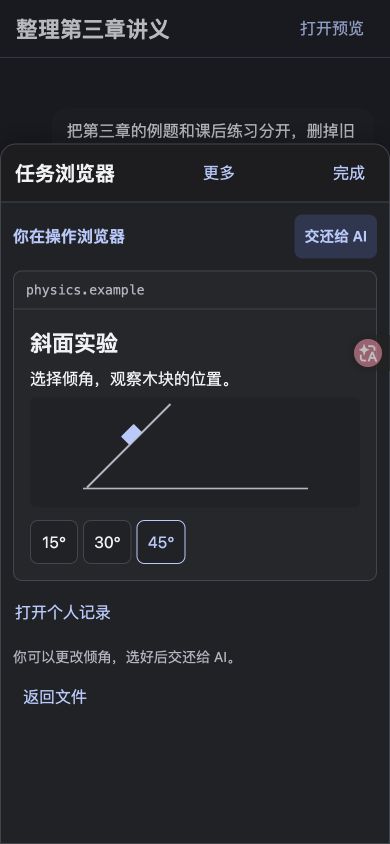 整理第三章讲义
打开预览
把第三章的例题和课后练习分开，删掉旧
任务浏览器
更多
完成
你在操作浏览器
交还给 AI
physics.example
斜面实验
选择倾角，观察木块的位置。
15°
30°
45°
打开个人记录
你可以更改倾角，选好后交还给 AI。
返回文件